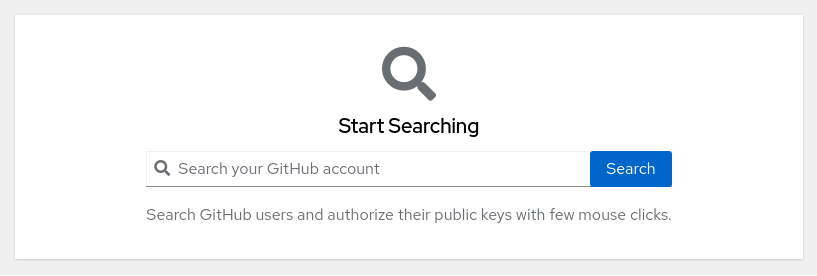 Start Searching
Search your GitHub account
Search
Search GitHub users and authorize their public keys with few mouse clicks.